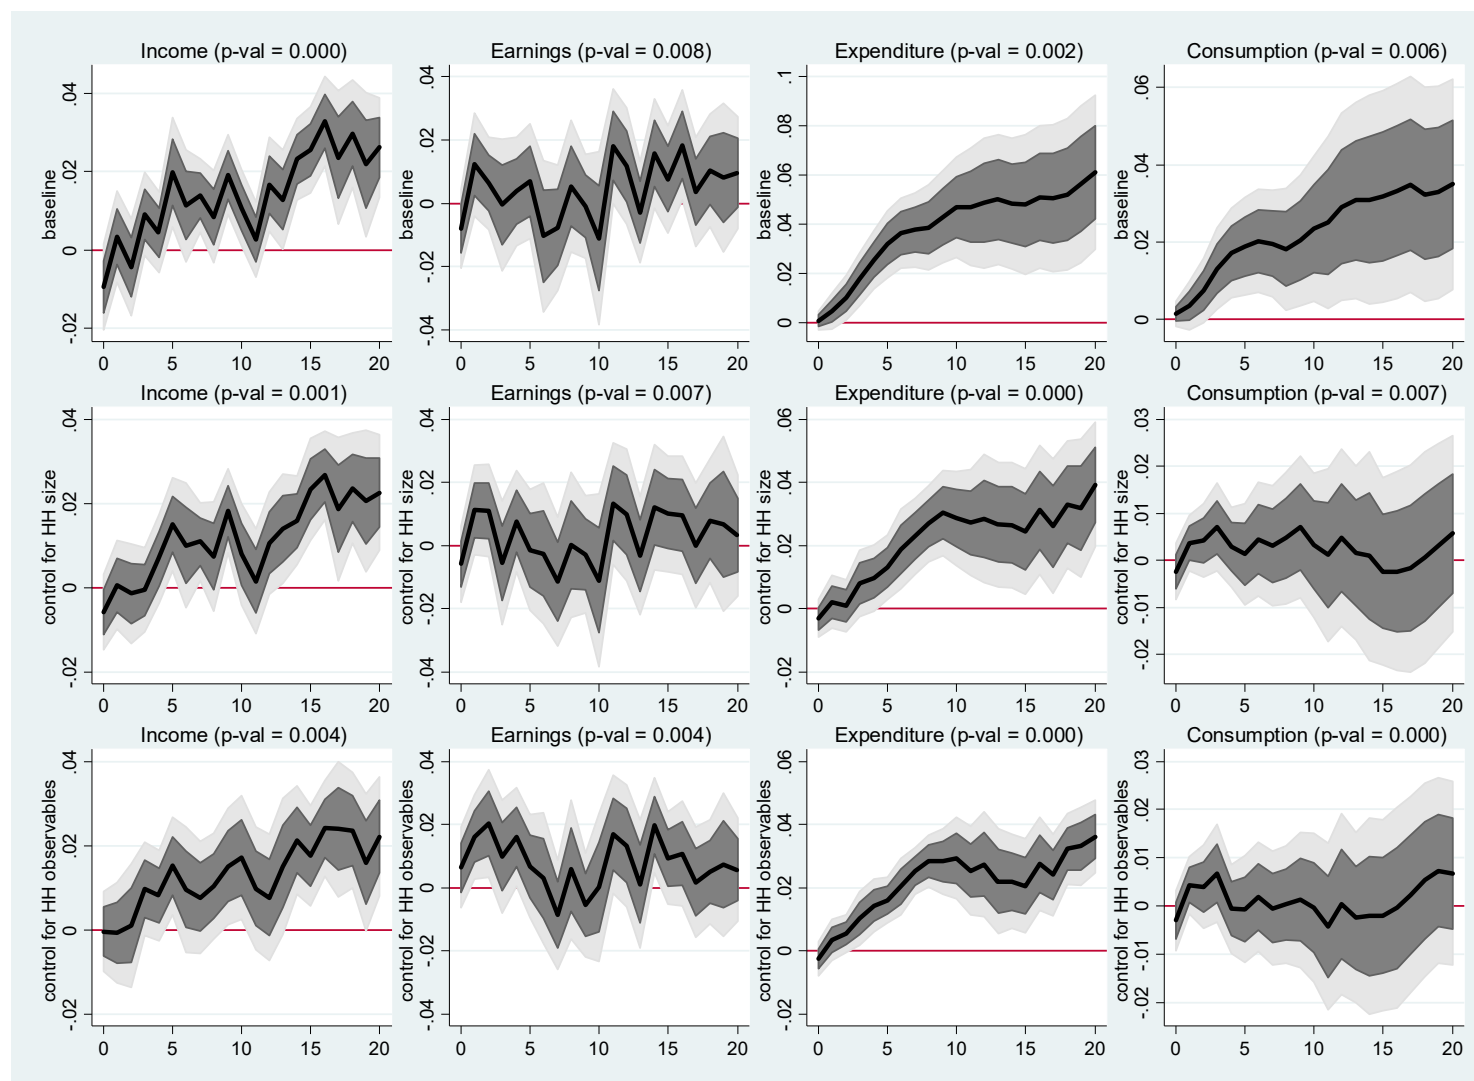 Income (p-val = 0.000)
baseline
.04
.02
0
-.02
0 5 10 15 20
Earnings (p-val = 0.008)
baseline
.04
.02
0
-.02
-.04
0 5 10 15 20
Expenditure (p-val = 0.002)
baseline
.1
.08
.06
.04
.02
0
0 5 10 15 20
Consumption (p-val = 0.006)
baseline
.06
.04
.02
0
0 5 10 15 20
Income (p-val = 0.001)
control for HH size
.04
.02
0
-.02
0 5 10 15 20
Earnings (p-val = 0.007)
control for HH size
.04
.02
0
-.02
-.04
0 5 10 15 20
Expenditure (p-val = 0.000)
control for HH size
.06
.04
.02
0
-.02
0 5 10 15 20
Consumption (p-val = 0.007)
control for HH size
.03
.02
.01
0
-.01
-.02
0 5 10 15 20
Income (p-val = 0.004)
control for HH observables
.04
.02
0
-.02
0 5 10 15 20
Earnings (p-val = 0.004)
control for HH observables
.04
.02
0
-.02
-.04
0 5 10 15 20
Expenditure (p-val = 0.000)
control for HH observables
.06
.04
.02
0
-.02
0 5 10 15 20
Consumption (p-val = 0.000)
control for HH observables
.03
.02
.01
0
-.01
-.02
0 5 10 15 20